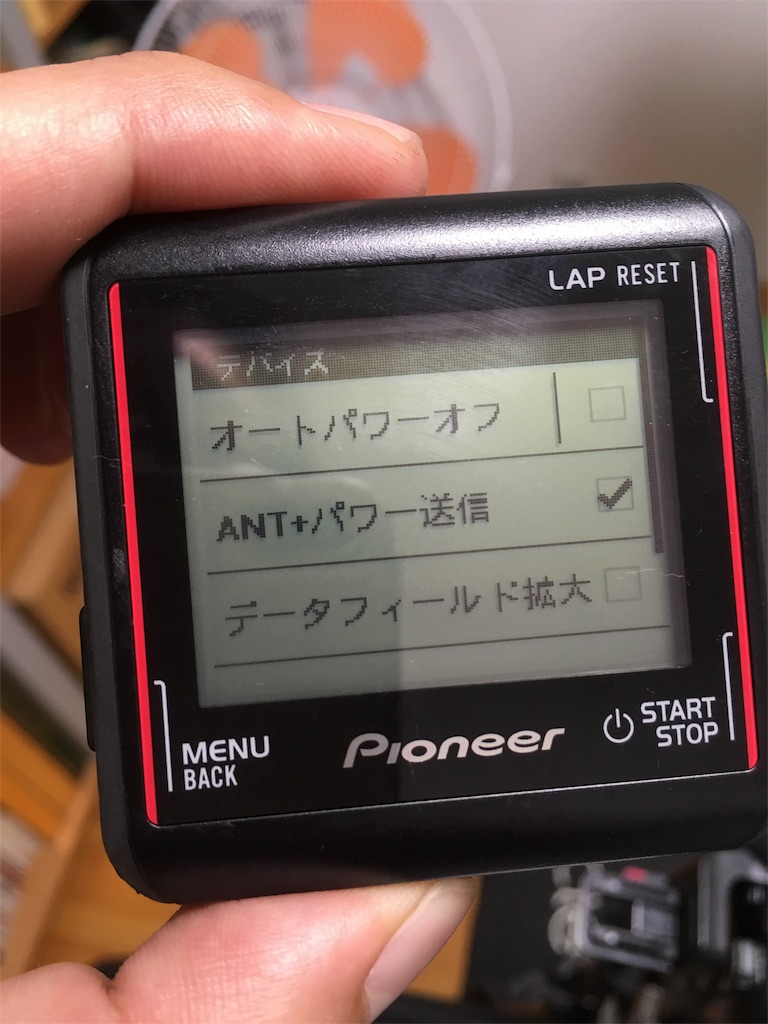 LAP RESET
デバイス
オートパワーオフ
ANT+パワー送信
データフィールド拡大
MENU
BACK
Pioneer
START
STOP